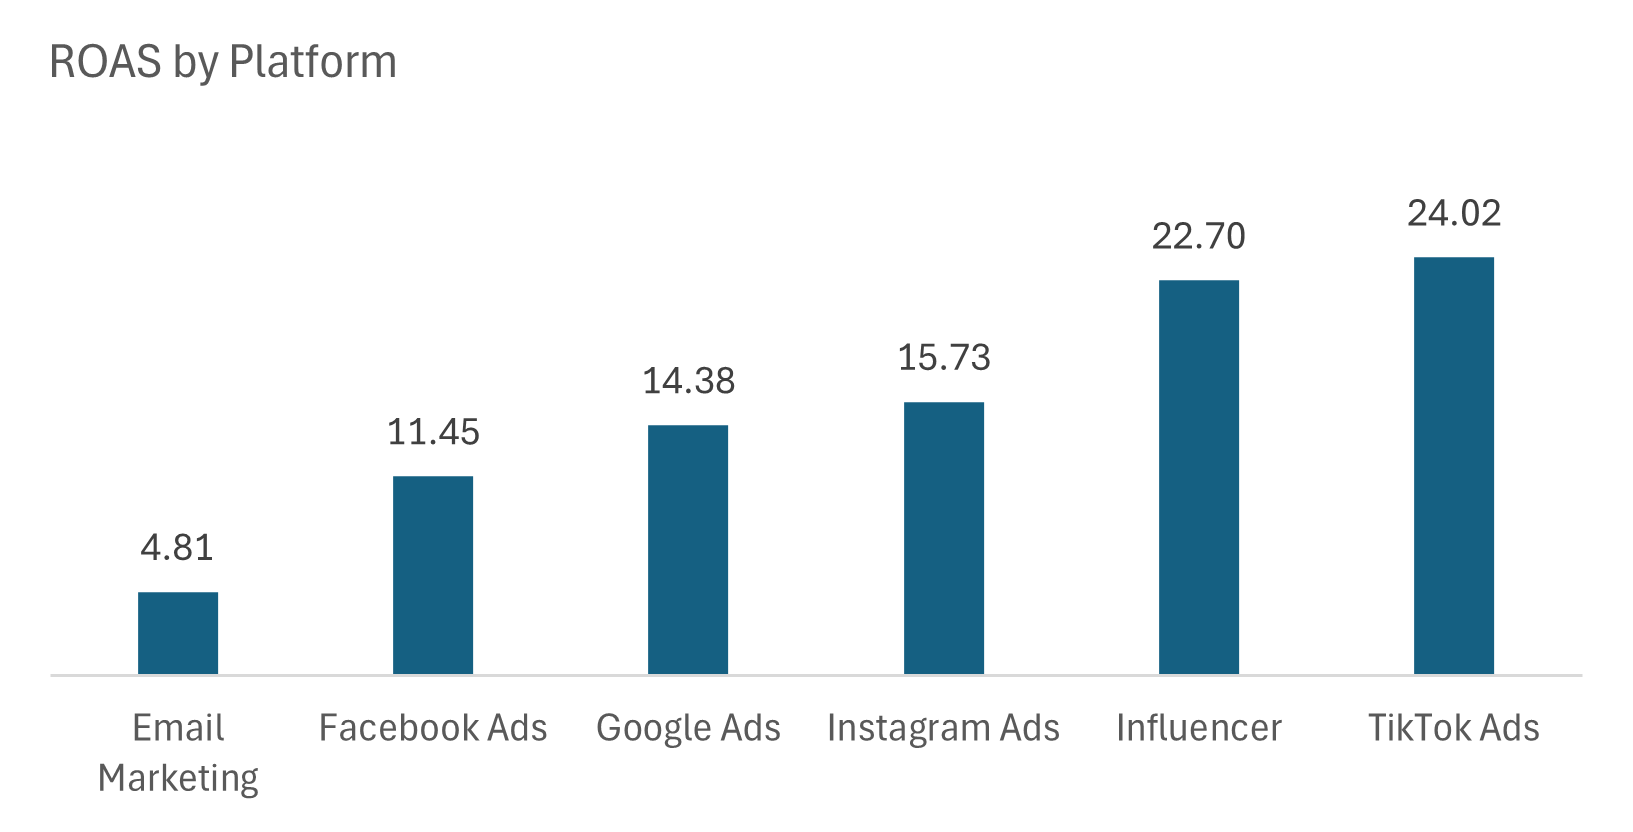 ROAS by Platform
24.02
22.70
15.73
14.38
11.45
4.81
Email Facebook Ads Google Ads Instagram Ads Influencer TikTok Ads
Marketing